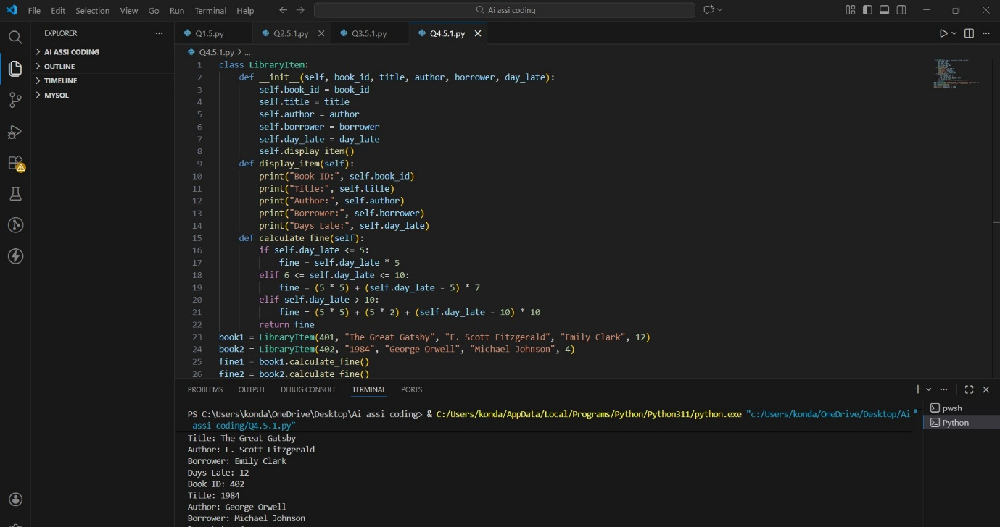 File Edit Selection View Go Run Terminal Help
Ai assi coding
EXPLORER
AI ASSI CODING
OUTLINE
TIMELINE
MYSQL
Q1.5.py Q2.5.1.py Q3.5.1.py Q4.5.1.py
Q4.5.1.py > ...
1 class LibraryItem:
2     def __init__(self, book_id, title, author, borrower, day_late):
3         self.book_id = book_id
4         self.title = title
5         self.author = author
6         self.borrower = borrower
7         self.day_late = day_late
8         self.display_item()
9     def display_item(self):
10         print("Book ID:", self.book_id)
11         print("Title:", self.title)
12         print("Author:", self.author)
13         print("Borrower:", self.borrower)
14         print("Days Late:", self.day_late)
15     def calculate_fine(self):
16         if self.day_late <= 5:
17             fine = self.day_late * 5
18         elif 6 <= self.day_late <= 10:
19             fine = (5 * 5) + (self.day_late - 5) * 7
20         elif self.day_late > 10:
21             fine = (5 * 5) + (5 * 2) + (self.day_late - 10) * 10
22         return fine
23 book1 = LibraryItem(401, "The Great Gatsby", "F. Scott Fitzgerald", "Emily Clark", 12)
24 book2 = LibraryItem(402, "1984", "George Orwell", "Michael Johnson", 4)
25 fine1 = book1.calculate_fine()
26 fine2 = book2.calculate_fine()
PROBLEMS OUTPUT DEBUG CONSOLE TERMINAL PORTS
pwsh
Python
PS C:\Users\konda\OneDrive\Desktop\Ai assi coding> & C:/Users/konda/AppData/Local/Programs/Python/Python311/python.exe "c:/Users/konda/OneDrive/Desktop/Ai
assi coding/Q4.5.1.py"
Title: The Great Gatsby
Author: F. Scott Fitzgerald
Borrower: Emily Clark
Days Late: 12
Book ID: 402
Title: 1984
Author: George Orwell
Borrower: Michael Johnson